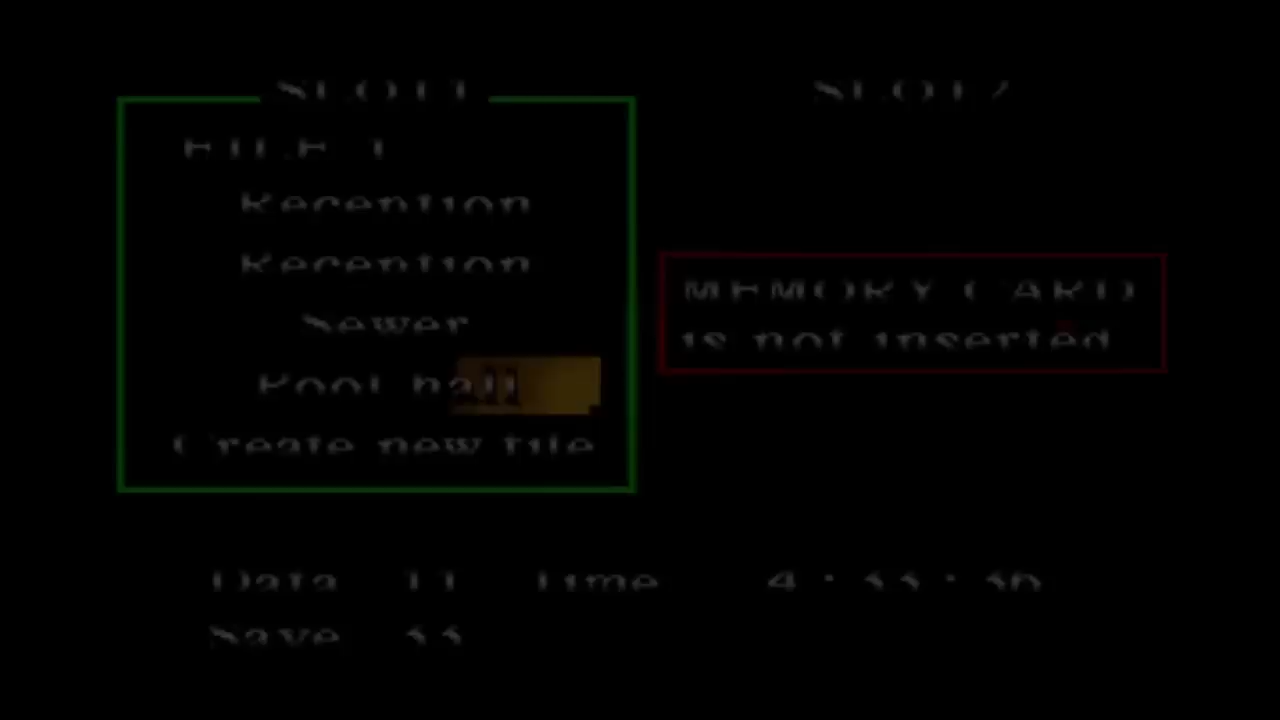 SLOT1
FILE 1
Reception
Reception
Sewer
Pool hall
Create new file
SLOT2
MEMORY CARD
is not inserted
Data 11 Time
Save